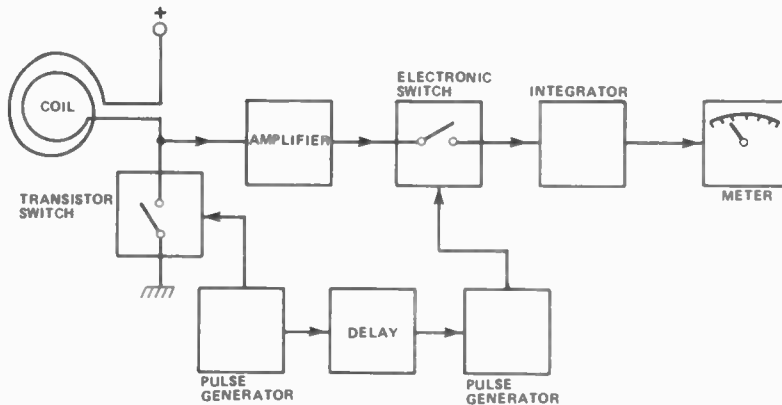 +
COIL
AMPLIFIER
ELECTRONIC
SWITCH
INTEGRATOR
METER
TRANSISTOR
SWITCH
PULSE
GENERATOR
DELAY
PULSE
GENERATOR